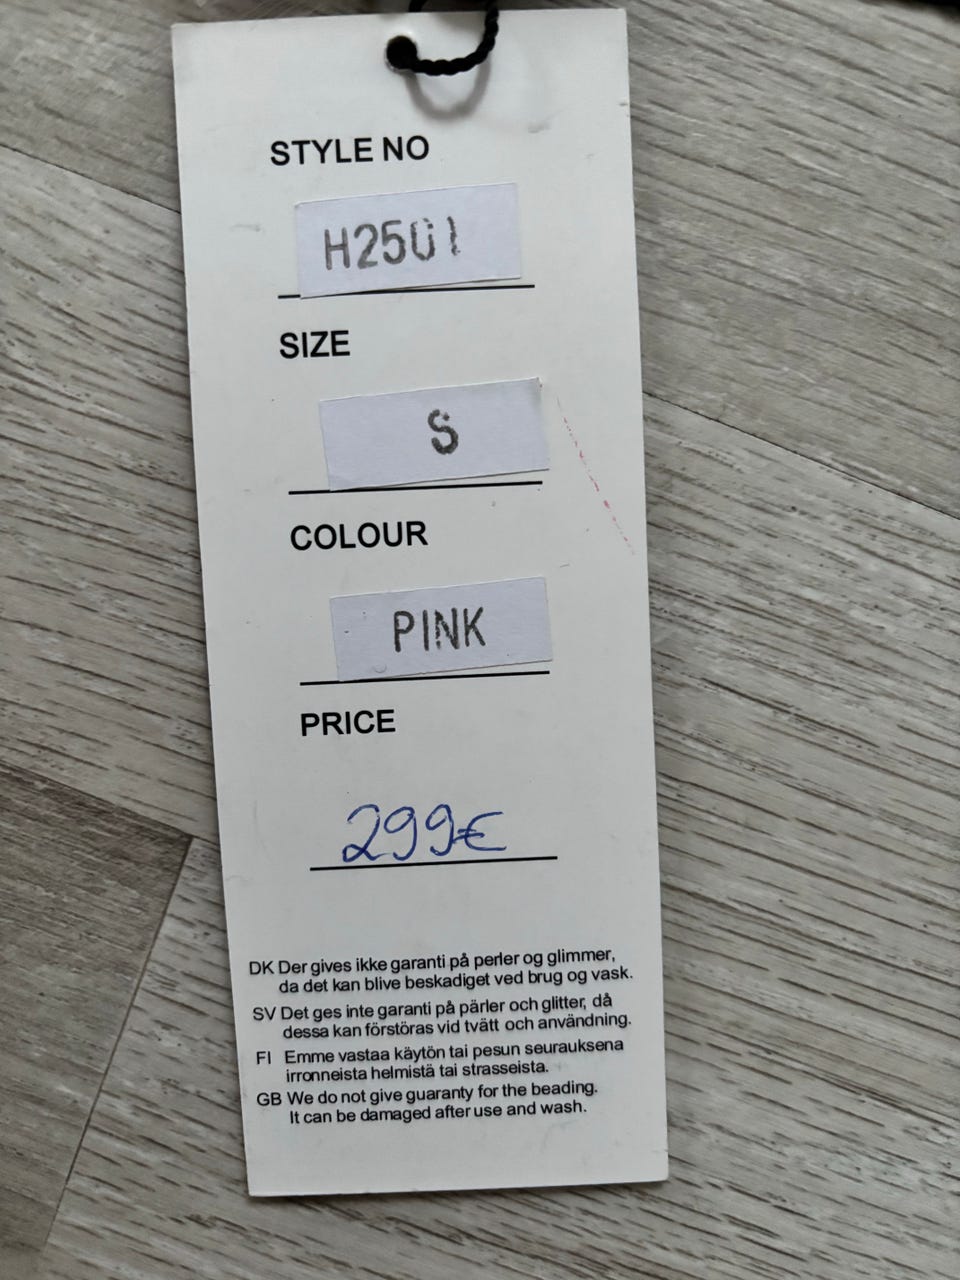 STYLE NO
H2501
SIZE
S
COLOUR
PINK
PRICE
299€
DK Der gives ikke garanti på perler og glimmer,
da det kan blive beskadiget ved brug og vask.
SV Det ges inte garanti på pärler och glitter, då
dessa kan förstöras vid tvätt och användning.
FI Emme vastaa käytön tai pesun seurauksena
irronneista helmistä tai strasseista.
GB We do not give guaranty for the beading.
It can be damaged after use and wash.